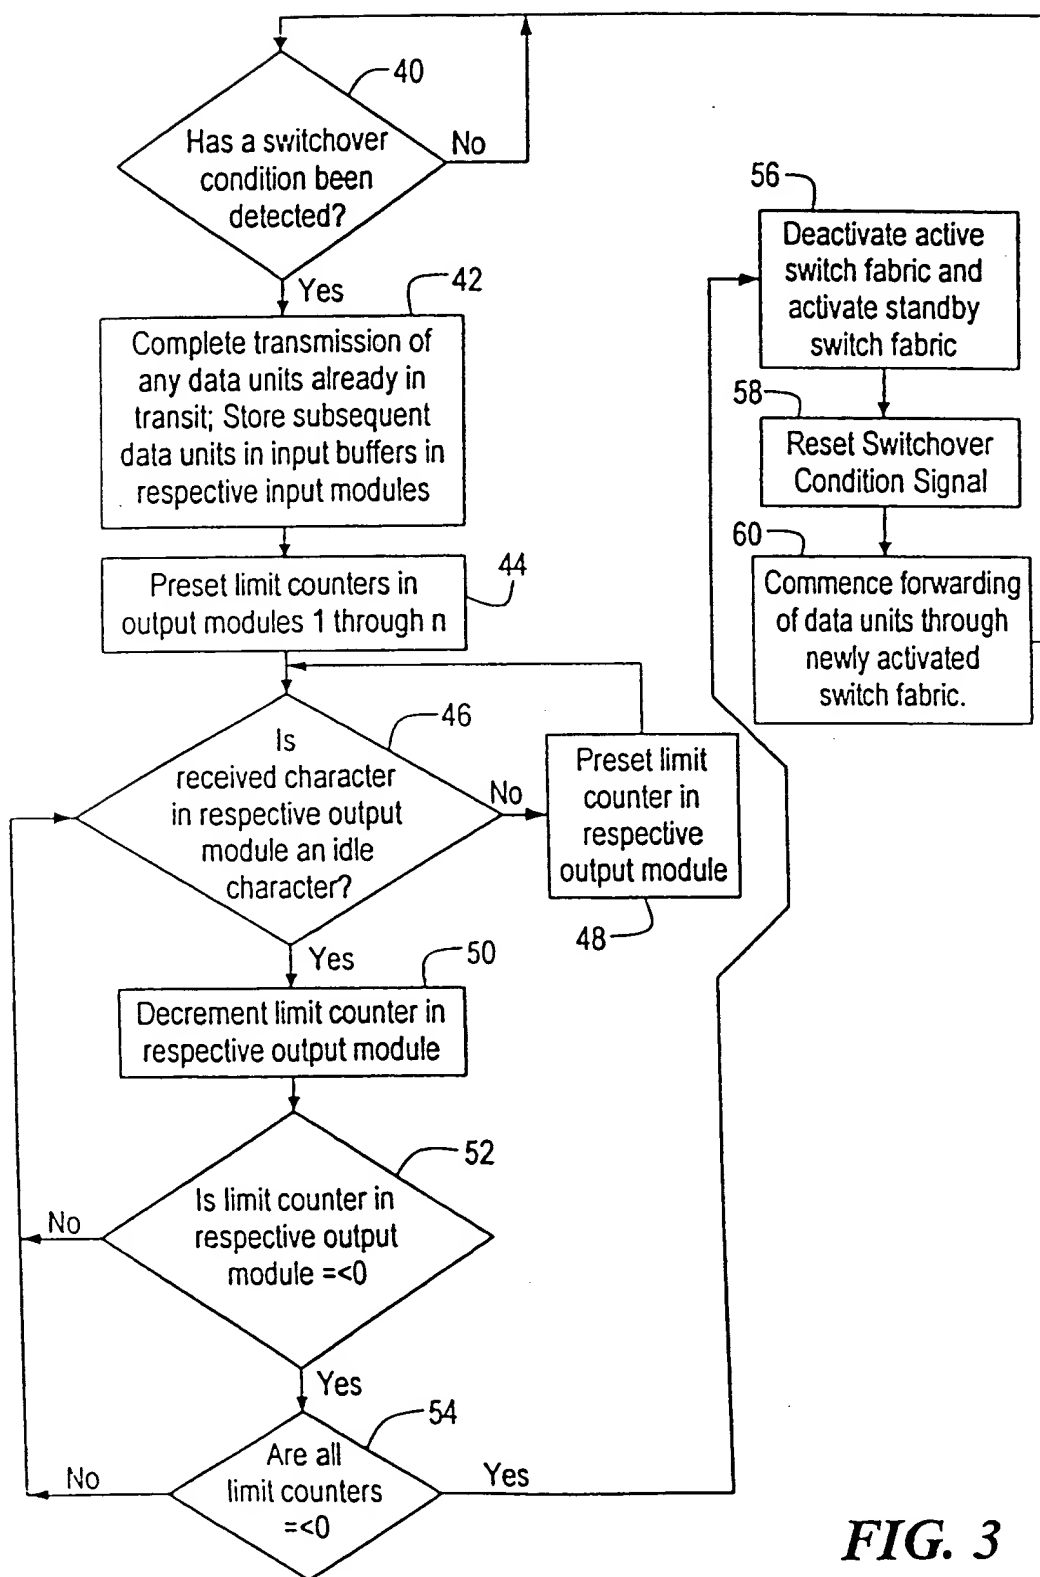 40
Has a switchover
condition been
detected?
No
Yes
42
Complete transmission of
any data units already in
transit; Store subsequent
data units in input buffers in
respective input modules
44
Preset limit counters in
output modules 1 through n
46
Is
received character
in respective output
module an idle
character?
No
Preset limit
counter in
respective
output module
48
Yes
50
Decrement limit counter in
respective output module
52
Is limit counter in
respective output
module =<0
No
Yes
54
Are all
limit counters
=<0
No
Yes
56
Deactivate active
switch fabric and
activate standby
switch fabric
58
Reset Switchover
Condition Signal
60
Commence forwarding
of data units through
newly activated
switch fabric.
FIG. 3